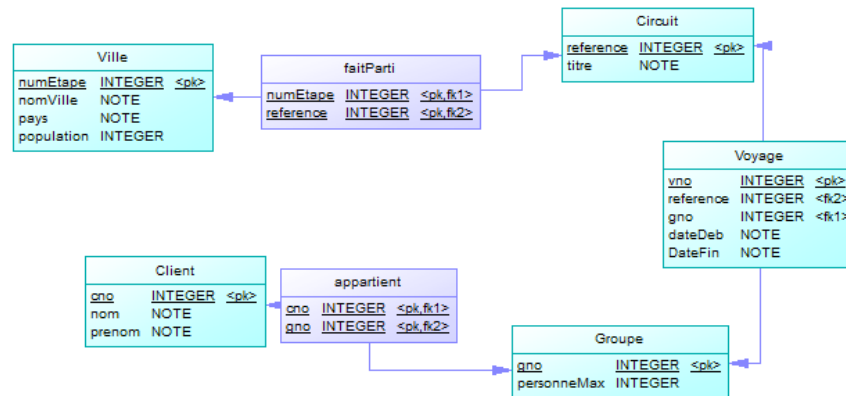 Circuit
reference INTEGER <pk>
titre NOTE
Ville
numEtape INTEGER <pk>
nomVille NOTE
pays NOTE
population INTEGER
faitParti
numEtape INTEGER <pk,fk1>
reference INTEGER <pk,fk2>
Voyage
vno INTEGER <pk>
reference INTEGER <fk2>
gno INTEGER <fk1>
dateDeb NOTE
DateFin NOTE
Client
cno INTEGER <pk>
nom NOTE
prenom NOTE
appartient
cno INTEGER <pk,fk1>
gno INTEGER <pk,fk2>
Groupe
gno INTEGER <pk>
personneMax INTEGER